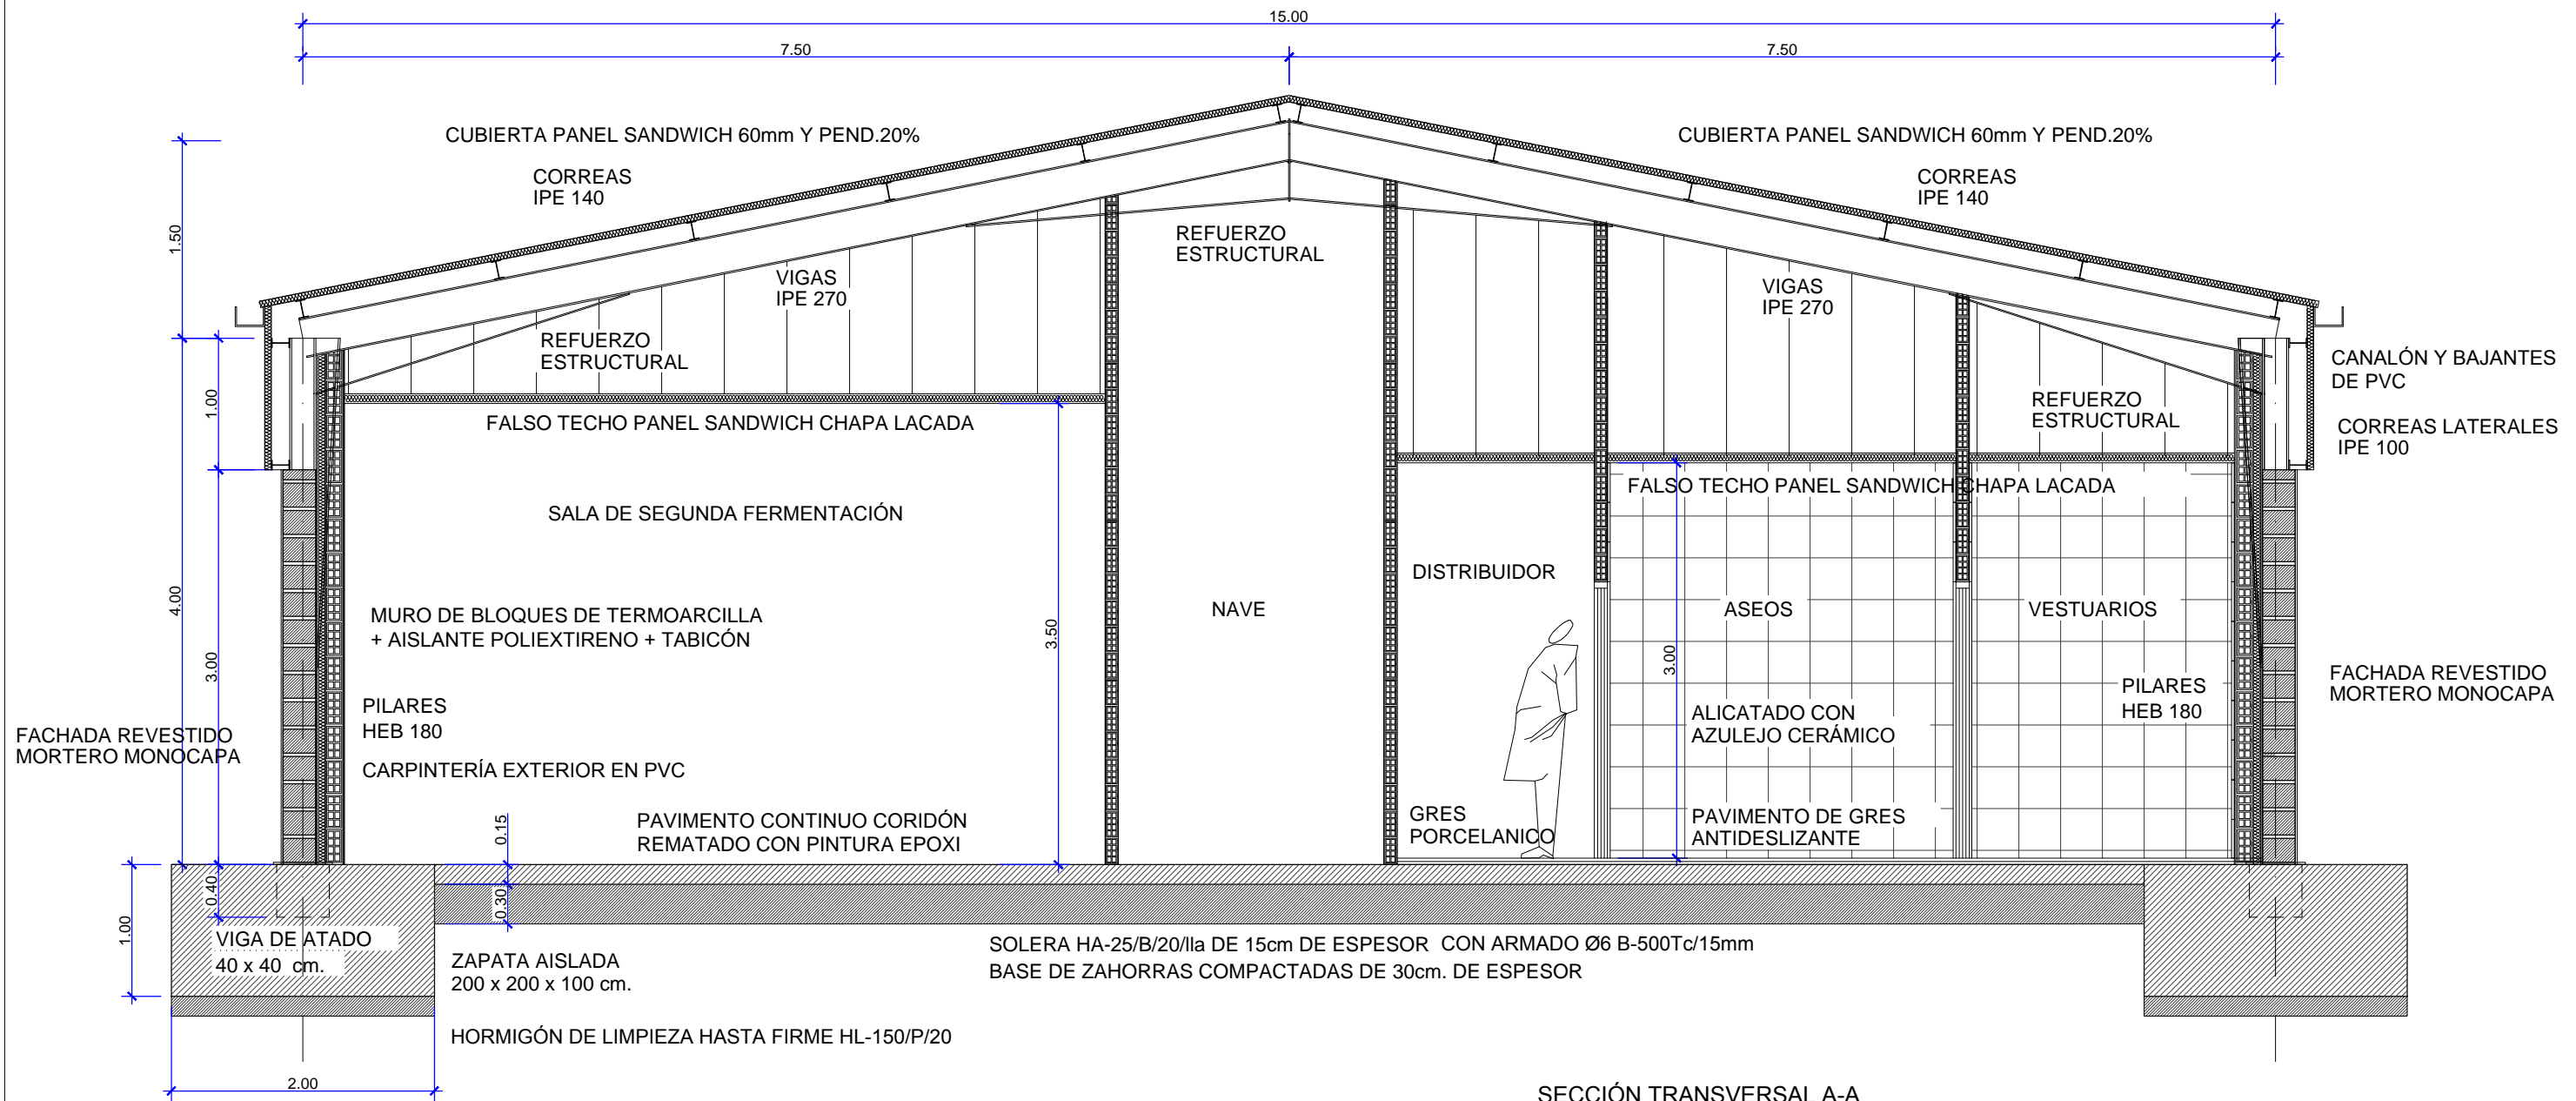 15.00
7.50
7.50
CUBIERTA PANEL SANDWICH 60mm Y PEND.20%
CUBIERTA PANEL SANDWICH 60mm Y PEND.20%
CORREAS
IPE 140
CORREAS
IPE 140
1.50
REFUERZO
ESTRUCTURAL
VIGAS
IPE 270
VIGAS
IPE 270
REFUERZO
ESTRUCTURAL
CANALÓN Y BAJANTES
DE PVC
1.00
REFUERZO
ESTRUCTURAL
FALSO TECHO PANEL SANDWICH CHAPA LACADA
CORREAS LATERALES
IPE 100
FALSO TECHO PANEL SANDWICH CHAPA LACADA
SALA DE SEGUNDA FERMENTACIÓN
DISTRIBUIDOR
4.00
MURO DE BLOQUES DE TERMOARCILLA
+ AISLANTE POLIEXTIRENO + TABICÓN
NAVE
ASEOS
VESTUARIOS
3.50
3.00
3.00
FACHADA REVESTIDO
MORTERO MONOCAPA
PILARES
HEB 180
PILARES
HEB 180
ALICATADO CON
AZULEJO CERÁMICO
FACHADA REVESTIDO
MORTERO MONOCAPA
CARPINTERÍA EXTERIOR EN PVC
PAVIMENTO CONTINUO CORIDÓN
REMATADO CON PINTURA EPOXI
0.15
GRES
PORCELANICO
PAVIMENTO DE GRES
ANTIDESLIZANTE
0.40
0.30
1.00
VIGA DE ATADO
40 x 40 cm.
ZAPATA AISLADA
200 x 200 x 100 cm.
SOLERA HA-25/B/20/IIa DE 15cm DE ESPESOR CON ARMADO Ø6 B-500Tc/15mm
BASE DE ZAHORRAS COMPACTADAS DE 30cm. DE ESPESOR
HORMIGÓN DE LIMPIEZA HASTA FIRME HL-150/P/20
2.00
SECCIÓN TRANSVERSAL A-A